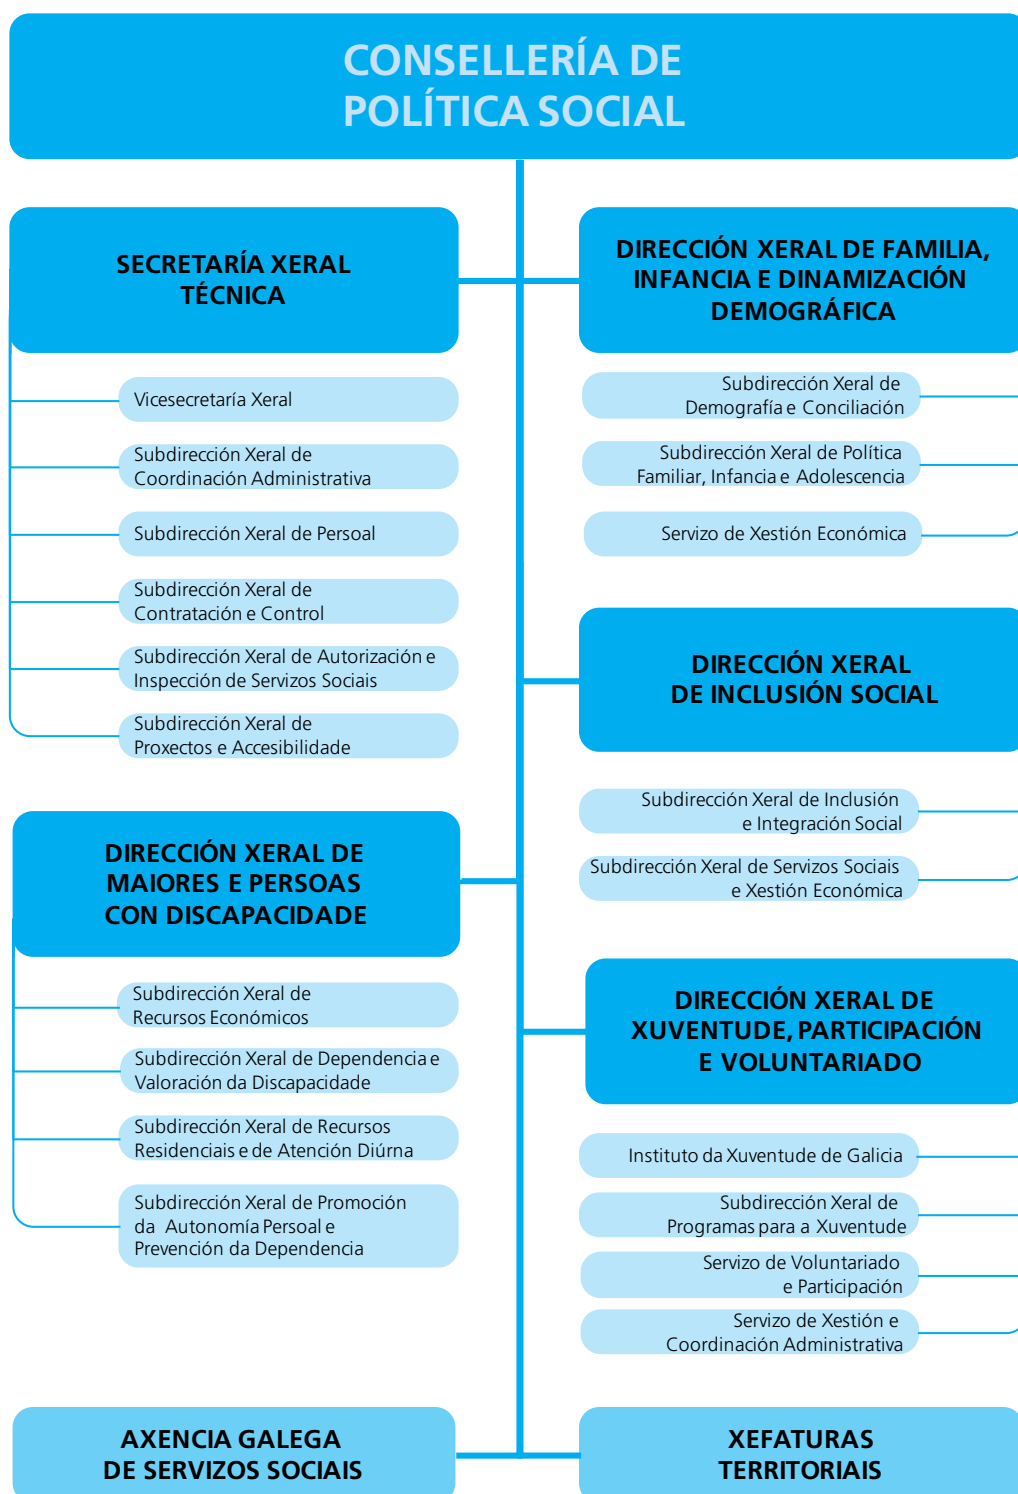 CONSELLERÍA DE
POLÍTICA SOCIAL
SECRETARÍA XERAL
TÉCNICA
Vicesecretaría Xeral
Subdirección Xeral de
Coordinación Administrativa
Subdirección Xeral de Persoal
Subdirección Xeral de
Contratación e Control
Subdirección Xeral de Autorización e
Inspección de Servizos Sociais
Subdirección Xeral de
Proxectos e Accesibilidade
DIRECCIÓN XERAL DE
MAIORES E PERSOAS
CON DISCAPACIDADE
Subdirección Xeral de
Recursos Económicos
Subdirección Xeral de Dependencia e
Valoración da Discapacidade
Subdirección Xeral de Recursos
Residenciais e de Atención Diúrna
Subdirección Xeral de Promoción
da Autonomía Persoal e
Prevención da Dependencia
DIRECCIÓN XERAL DE FAMILIA,
INFANCIA E DINAMIZACIÓN
DEMOGRÁFICA
Subdirección Xeral de
Demografía e Conciliación
Subdirección Xeral de Política
Familiar, Infancia e Adolescencia
Servizo de Xestión Económica
DIRECCIÓN XERAL
DE INCLUSIÓN SOCIAL
Subdirección Xeral de Inclusión
e Integración Social
Subdirección Xeral de Servizos Sociais
e Xestión Económica
DIRECCIÓN XERAL DE
XUVENTUDE, PARTICIPACIÓN
E VOLUNTARIADO
Instituto da Xuventude de Galicia
Subdirección Xeral de
Programas para a Xuventude
Servizo de Voluntariado
e Participación
Servizo de Xestión e
Coordinación Administrativa
AXENCIA GALEGA
DE SERVIZOS SOCIAIS
XEFATURAS
TERRITORIAIS